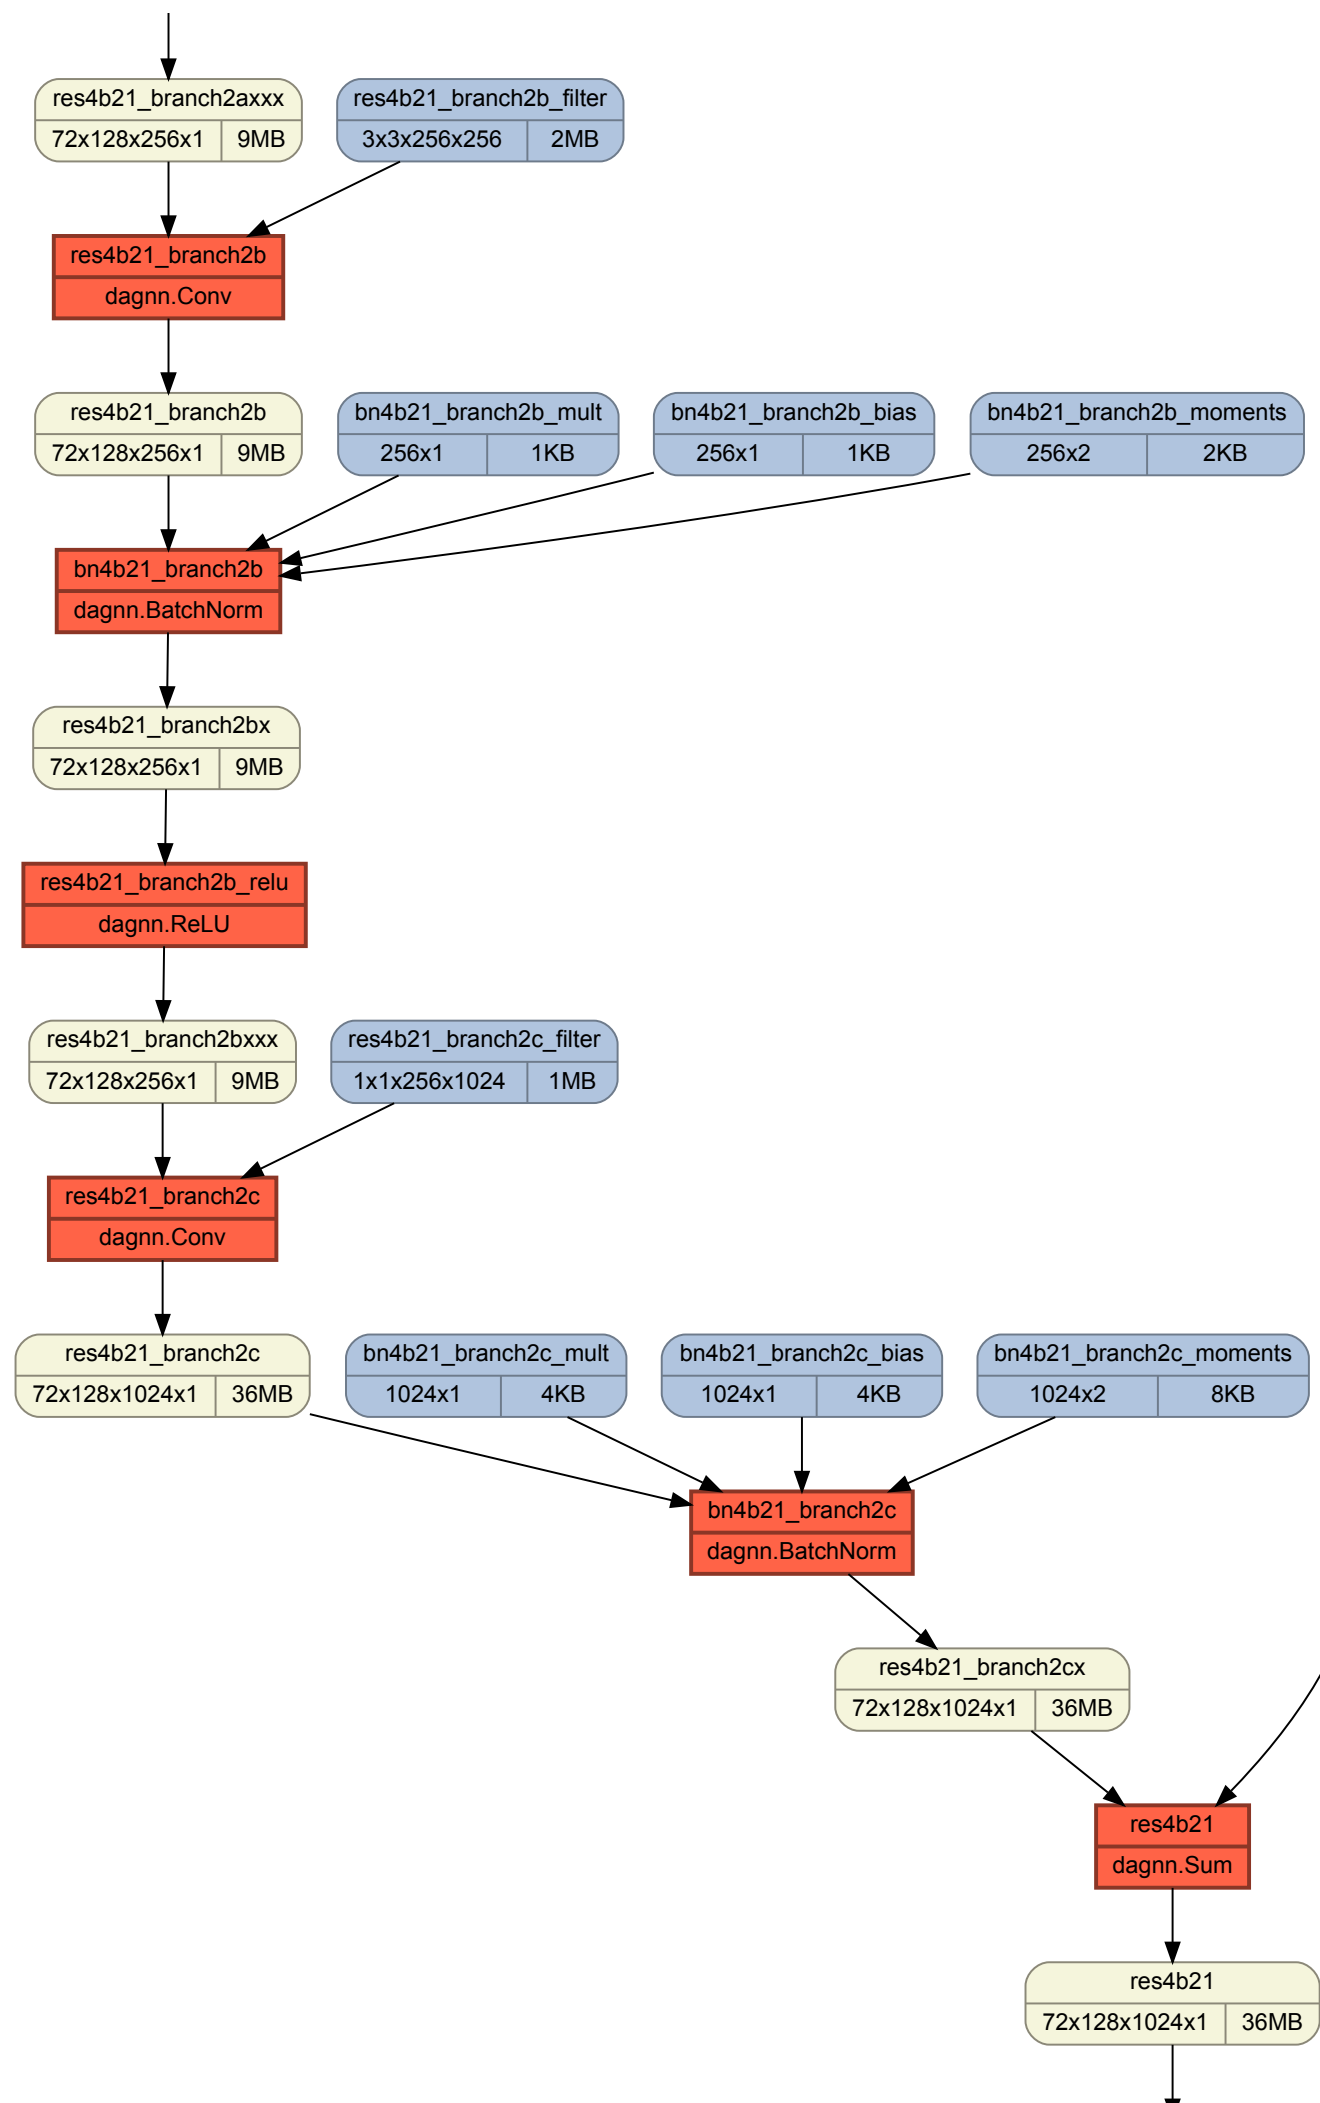 res4b21_branch2axxx
72x128x256x1 9MB
res4b21_branch2b_filter
3x3x256x256 2MB
res4b21_branch2b
dagnn.Conv
res4b21_branch2b
72x128x256x1 9MB
bn4b21_branch2b_mult
256x1 1KB
bn4b21_branch2b_bias
256x1 1KB
bn4b21_branch2b_moments
256x2 2KB
bn4b21_branch2b
dagnn.BatchNorm
res4b21_branch2bx
72x128x256x1 9MB
res4b21_branch2b_relu
dagnn.ReLU
res4b21_branch2bxxx
72x128x256x1 9MB
res4b21_branch2c_filter
1x1x256x1024 1MB
res4b21_branch2c
dagnn.Conv
res4b21_branch2c
72x128x1024x1 36MB
bn4b21_branch2c_mult
1024x1 4KB
bn4b21_branch2c_bias
1024x1 4KB
bn4b21_branch2c_moments
1024x2 8KB
bn4b21_branch2c
dagnn.BatchNorm
res4b21_branch2cx
72x128x1024x1 36MB
res4b21
dagnn.Sum
res4b21
72x128x1024x1 36MB